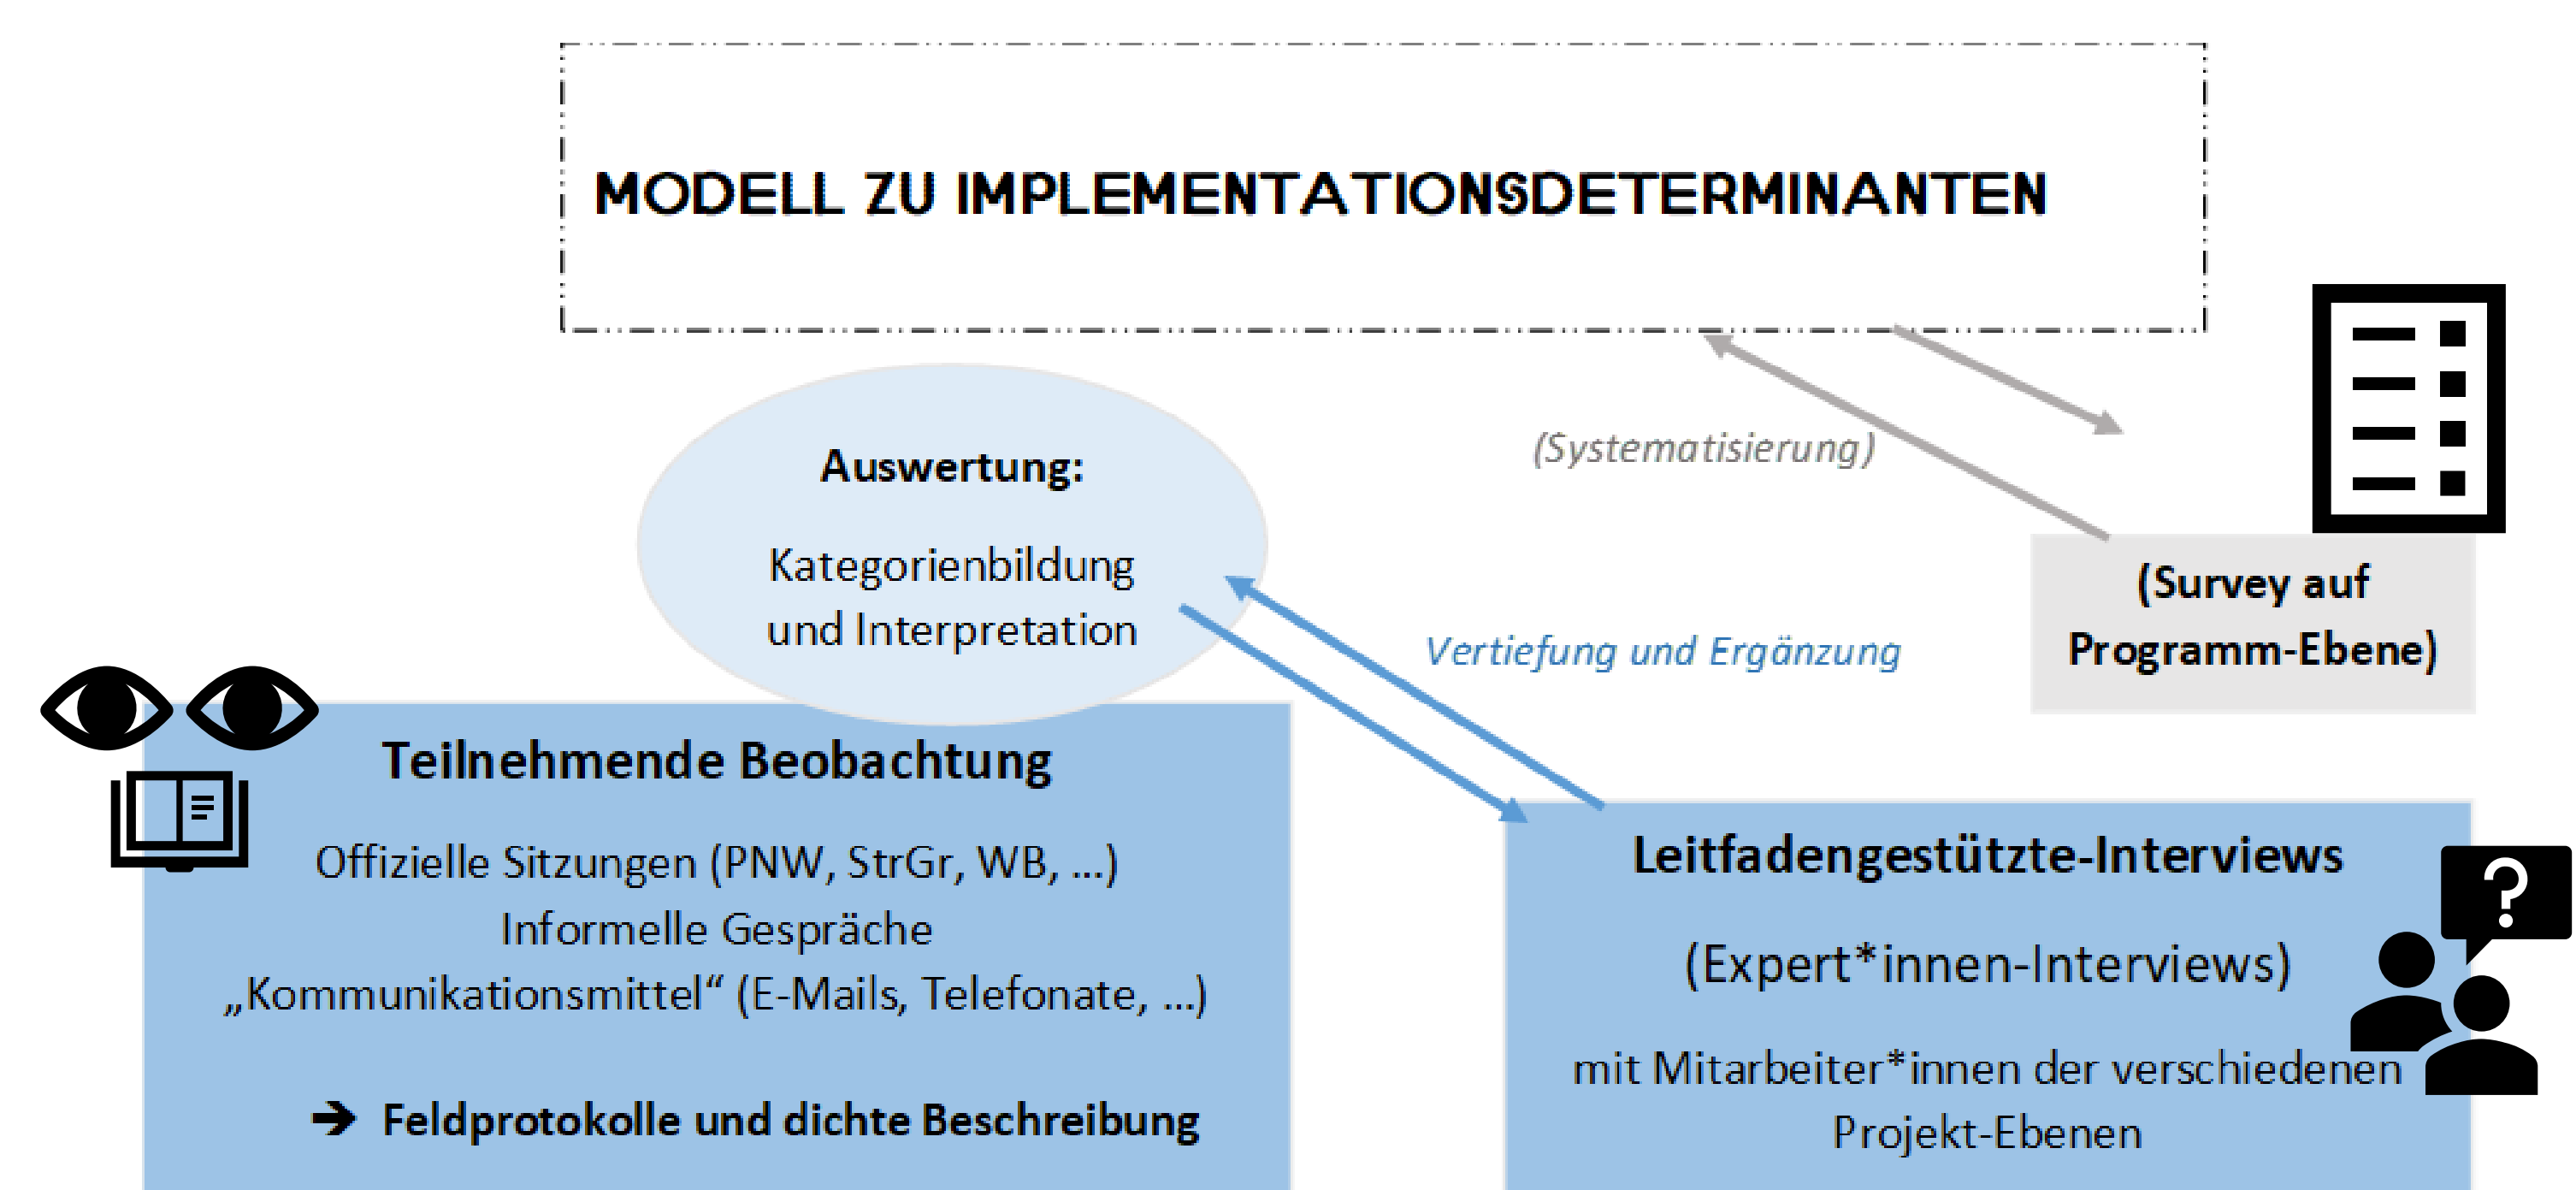 MODELL ZU IMPLEMENTATIONSDETERMINANTEN
Auswertung:
Kategorienbildung
und Interpretation
(Systematisierung)
(Survey auf
Programm-Ebene)
Vertiefung und Ergänzung
Teilnehmende Beobachtung
Offizielle Sitzungen (PNW, StrGr, WB, ...)
Informelle Gespräche
„Kommunikationsmittel“ (E-Mails, Telefonate, ...)
➔ Feldprotokolle und dichte Beschreibung
Leitfadengestützte-Interviews
(Expert*innen-Interviews)
mit Mitarbeiter*innen der verschiedenen
Projekt-Ebenen
?